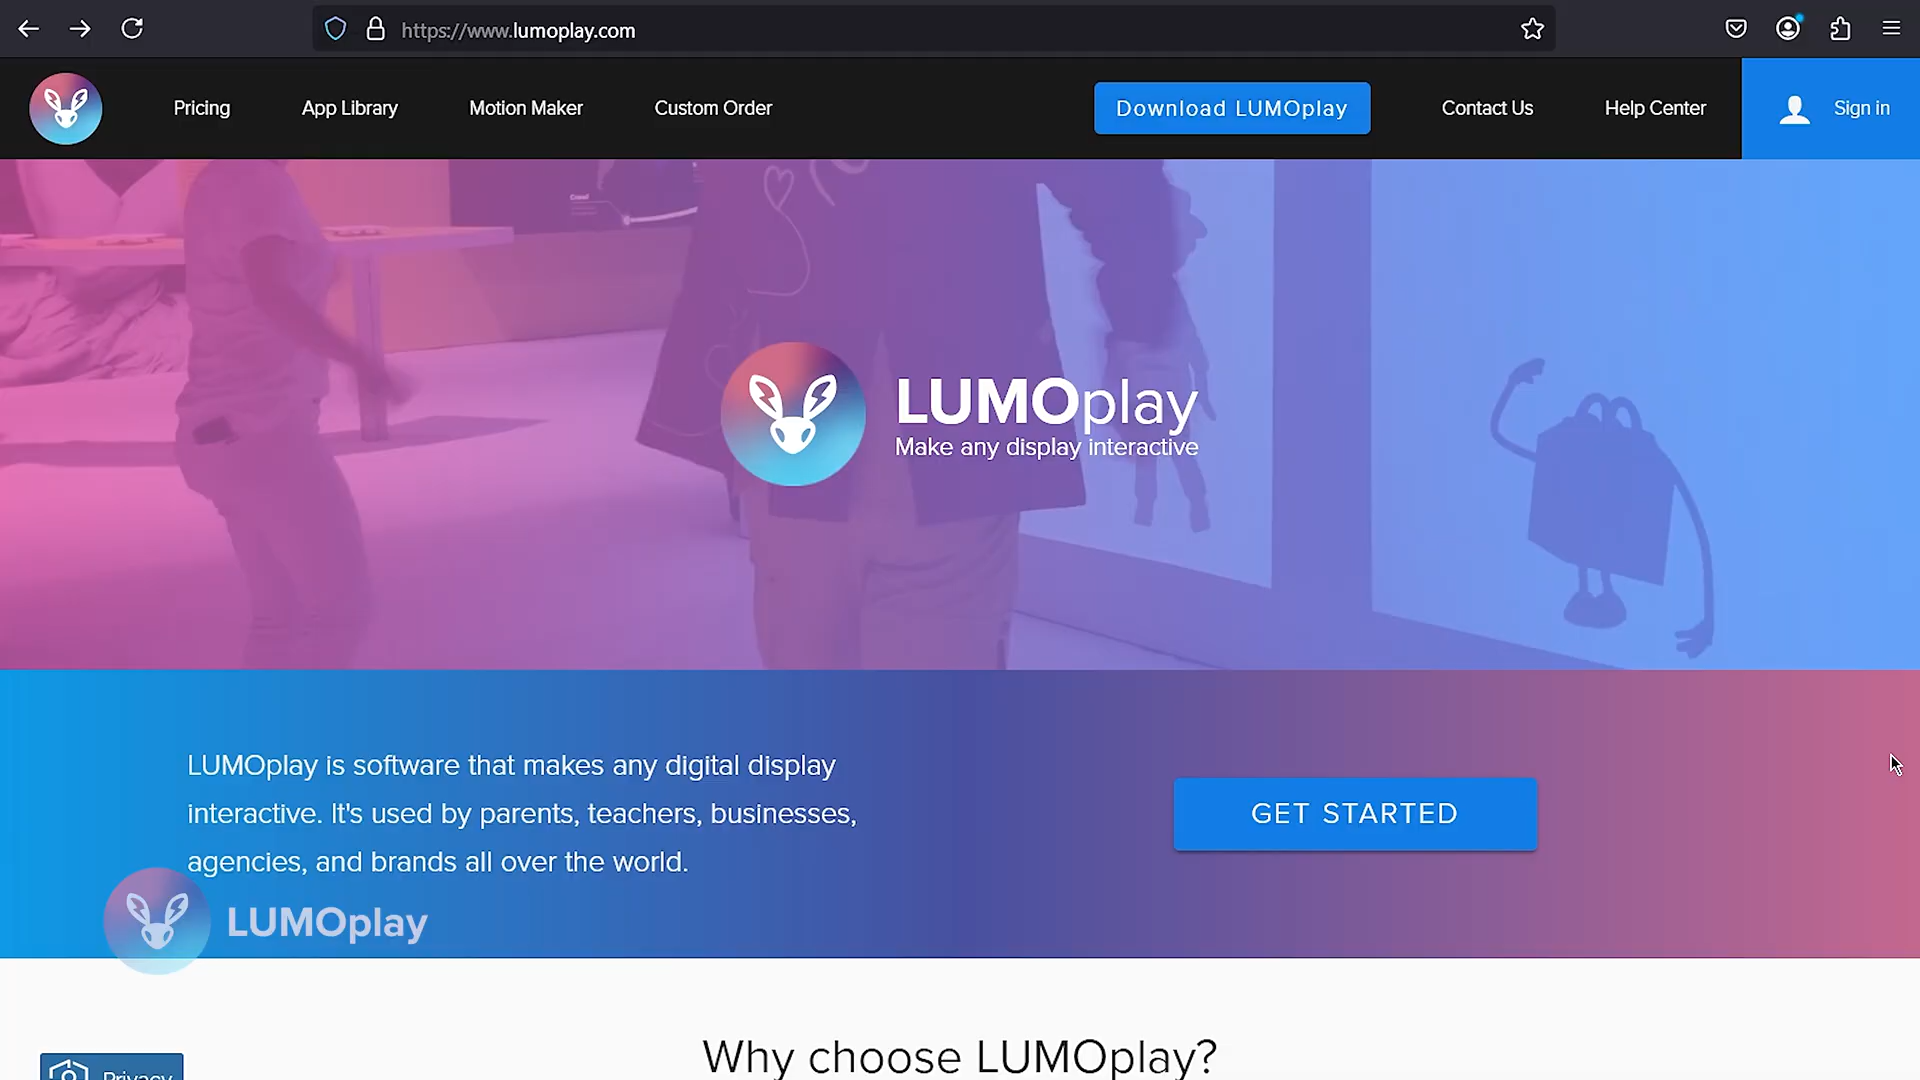 https://www.lumoplay.com
Pricing
App Library
Motion Maker
Custom Order
Download LUMOplay
Contact Us
Help Center
Sign in
LUMOplay
Make any display interactive
LUMOplay is software that makes any digital display
interactive. It's used by parents, teachers, businesses,
agencies, and brands all over the world.
GET STARTED
LUMOplay
Why choose LUMOplay?
Privacy